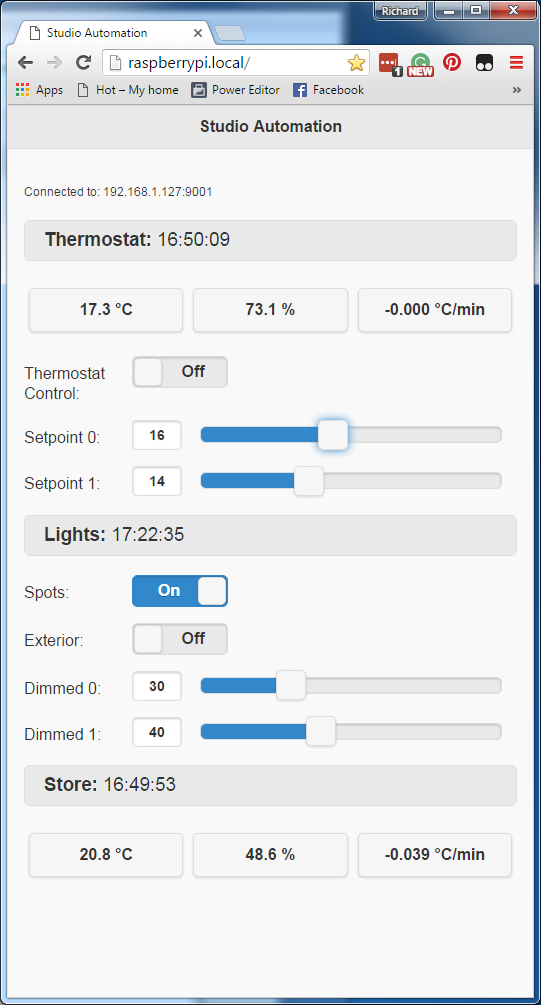 Richard
Studio Automation
raspberrypi.local/
1
NEW
Apps Hot – My home Power Editor Facebook »
Studio Automation
Connected to: 192.168.1.127:9001
Thermostat: 16:50:09
17.3 °C 73.1 % -0.000 °C/min
Thermostat Off
Control:
Setpoint 0: 16
Setpoint 1: 14
Lights: 17:22:35
Spots: On
Exterior: Off
Dimmed 0: 30
Dimmed 1: 40
Store: 16:49:53
20.8 °C 48.6 % -0.039 °C/min